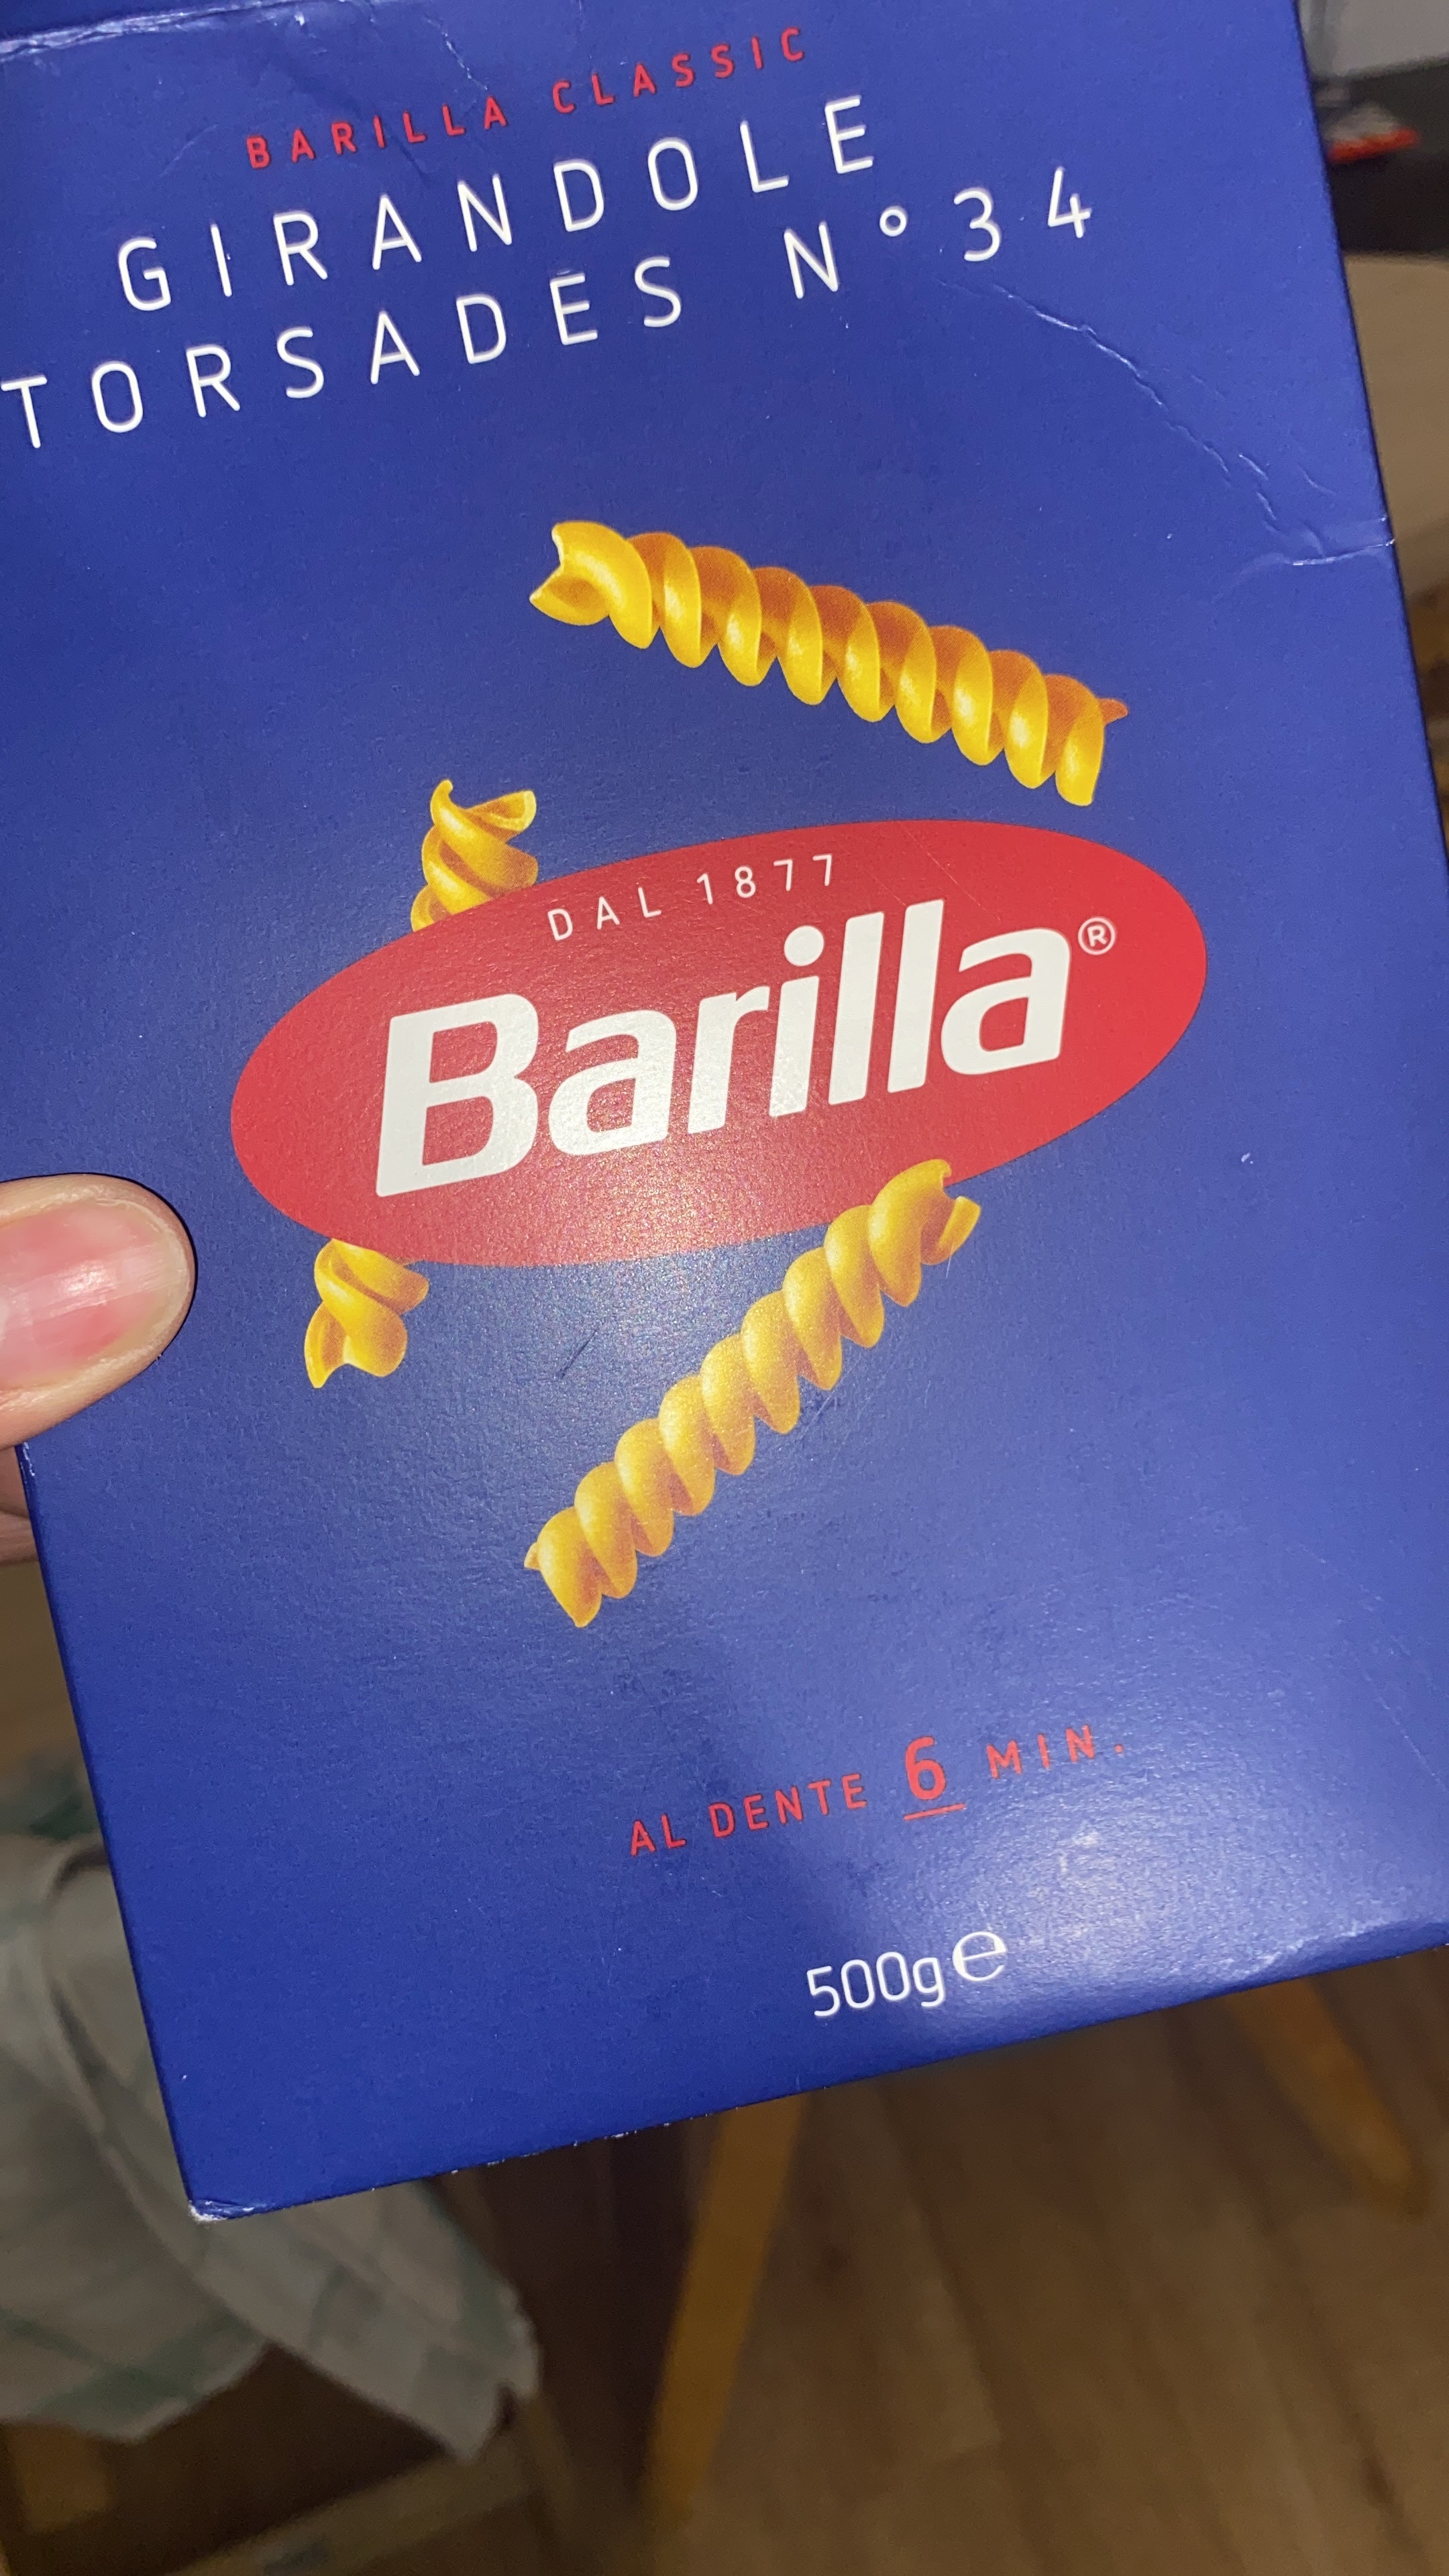 BARILLA CLASSIC
GIRANDOLE
TORSADES N°34
DAL 1877
Barilla®
AL DENTE 6 MIN.
500g ℮